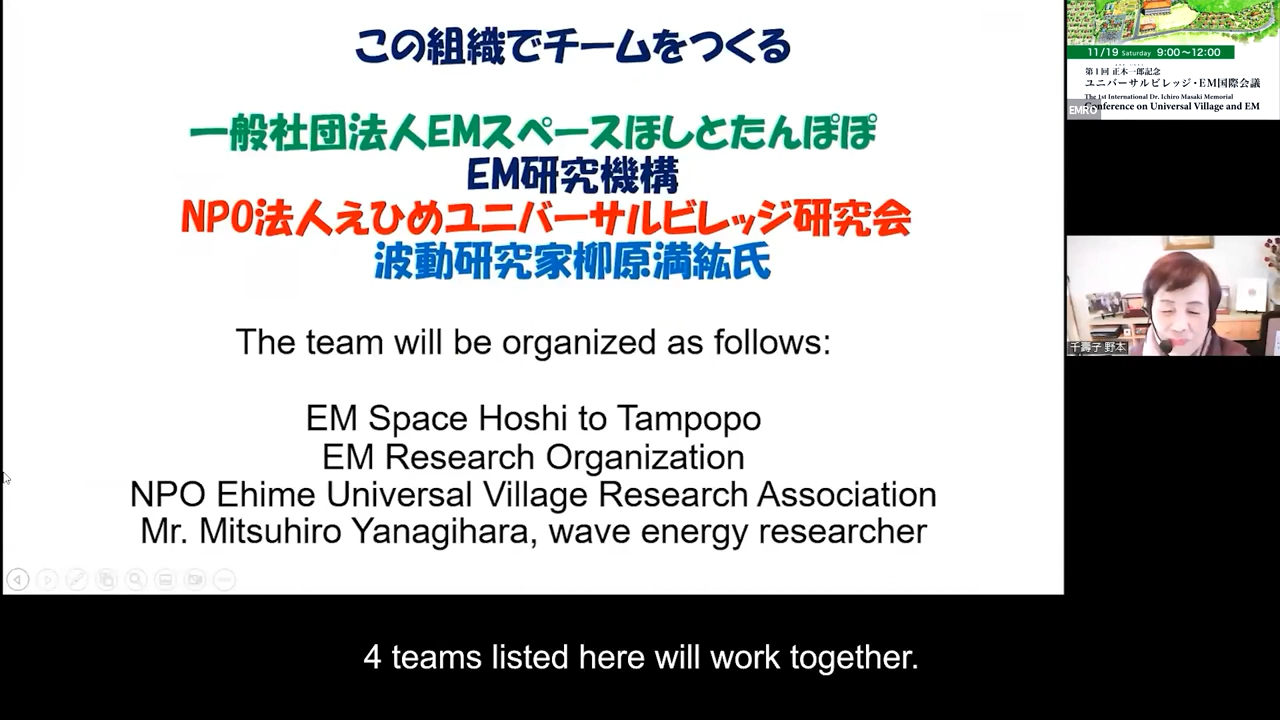 この組織でチームをつくる
一般社団法人EMスペースほしとたんぽぽ
EM研究機構
NPO法人えひめユニバーサルビレッジ研究会
波動研究家柳原満紘氏
The team will be organized as follows:
EM Space Hoshi to Tampopo
EM Research Organization
NPO Ehime Universal Village Research Association
Mr. Mitsuhiro Yanagihara, wave energy researcher
11/19 Saturday 9:00~12:00
第1回 正木一郎記念
ユニバーサルビレッジ・EM国際会議
The 1st International Dr. Ichiro Masaki Memorial
Conference on Universal Village and EM
EMRO
千壽子 野本
4 teams listed here will work together.